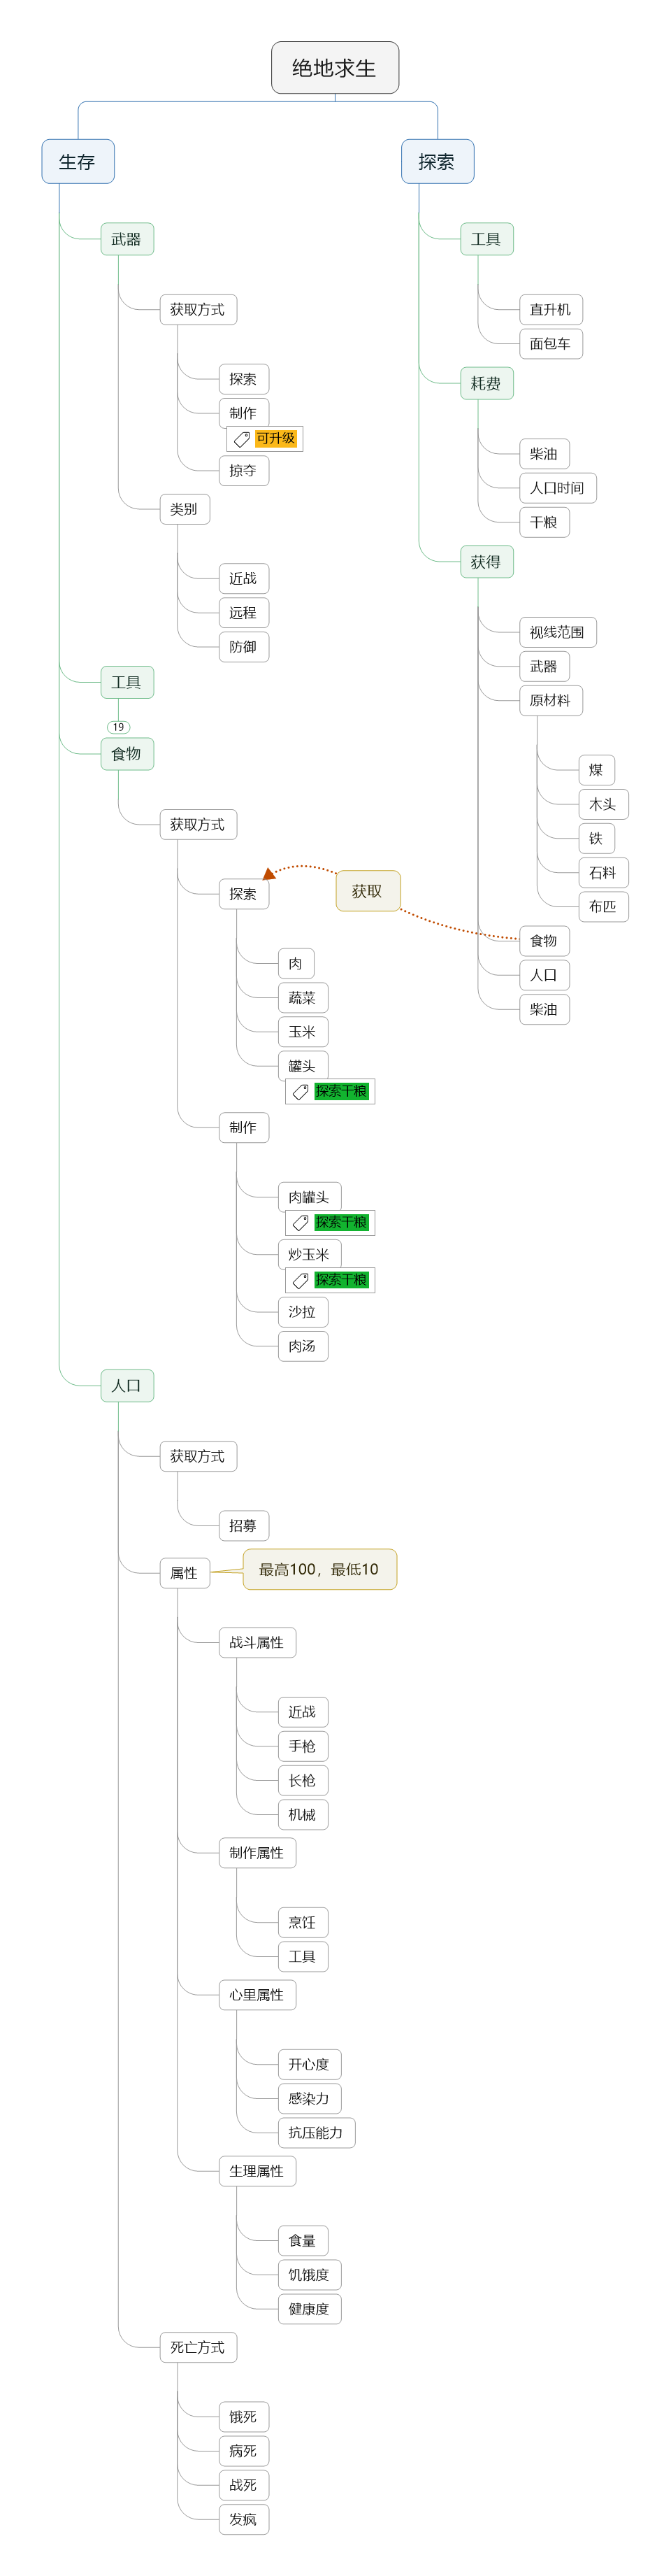 绝地求生
生存
武器
获取方式
探索
制作
可升级
掠夺
类别
近战
远程
防御
工具
19
食物
获取方式
探索
肉
蔬菜
玉米
罐头
探索干粮
制作
肉罐头
探索干粮
炒玉米
探索干粮
沙拉
肉汤
人口
获取方式
招募
属性
最高100，最低10
战斗属性
近战
手枪
长枪
机械
制作属性
烹饪
工具
心里属性
开心度
感染力
抗压能力
生理属性
食量
饥饿度
健康度
死亡方式
饿死
病死
战死
发疯
探索
工具
直升机
面包车
耗费
柴油
人口时间
干粮
获得
视线范围
武器
原材料
煤
木头
铁
石料
布匹
食物
获取
人口
柴油